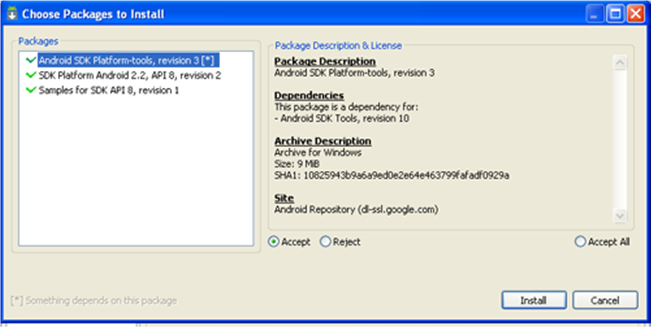 Choose Packages to Install
Packages
Android SDK Platform-tools, revision 3 [*]
SDK Platform Android 2.2, API 8, revision 2
Samples for SDK API 8, revision 1
Package Description & License
Package Description
Android SDK Platform-tools, revision 3
Dependencies
This package is a dependency for:
- Android SDK Tools, revision 10
Archive Description
Archive for Windows
Size: 9 MiB
SHA1: 10825943b9a6a9ed0e2e64e463799fafadf0929a
Site
Android Repository (dl-ssl.google.com)
Accept Reject Accept All
[*] Something depends on this package
Install Cancel